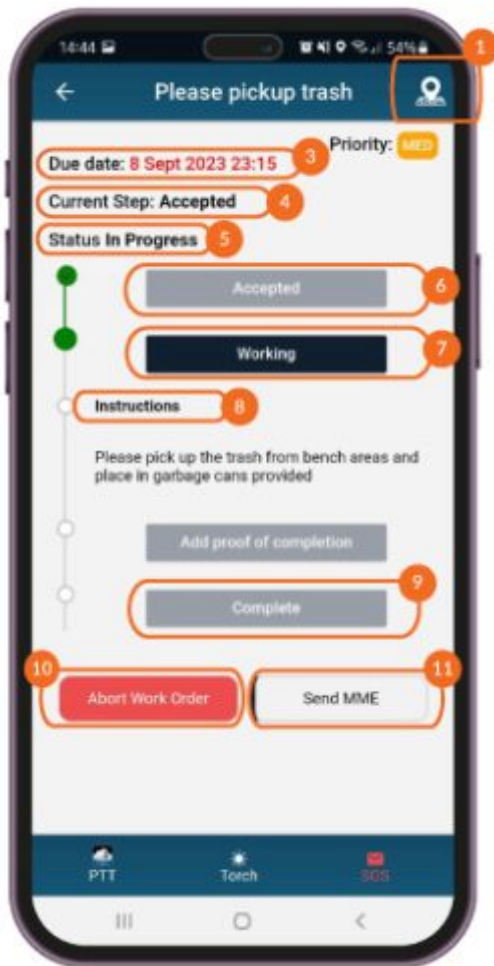 14:44 54%
1
Please pickup trash
Priority: MED
Due date: 8 Sept 2023 23:15 3
Current Step: Accepted 4
Status In Progress 5
Accepted 6
Working 7
Instructions 8
Please pick up the trash from bench areas and
place in garbage cans provided
Add proof of completion
Complete 9
10 11
Abort Work Order Send MME
PTT Torch SOS